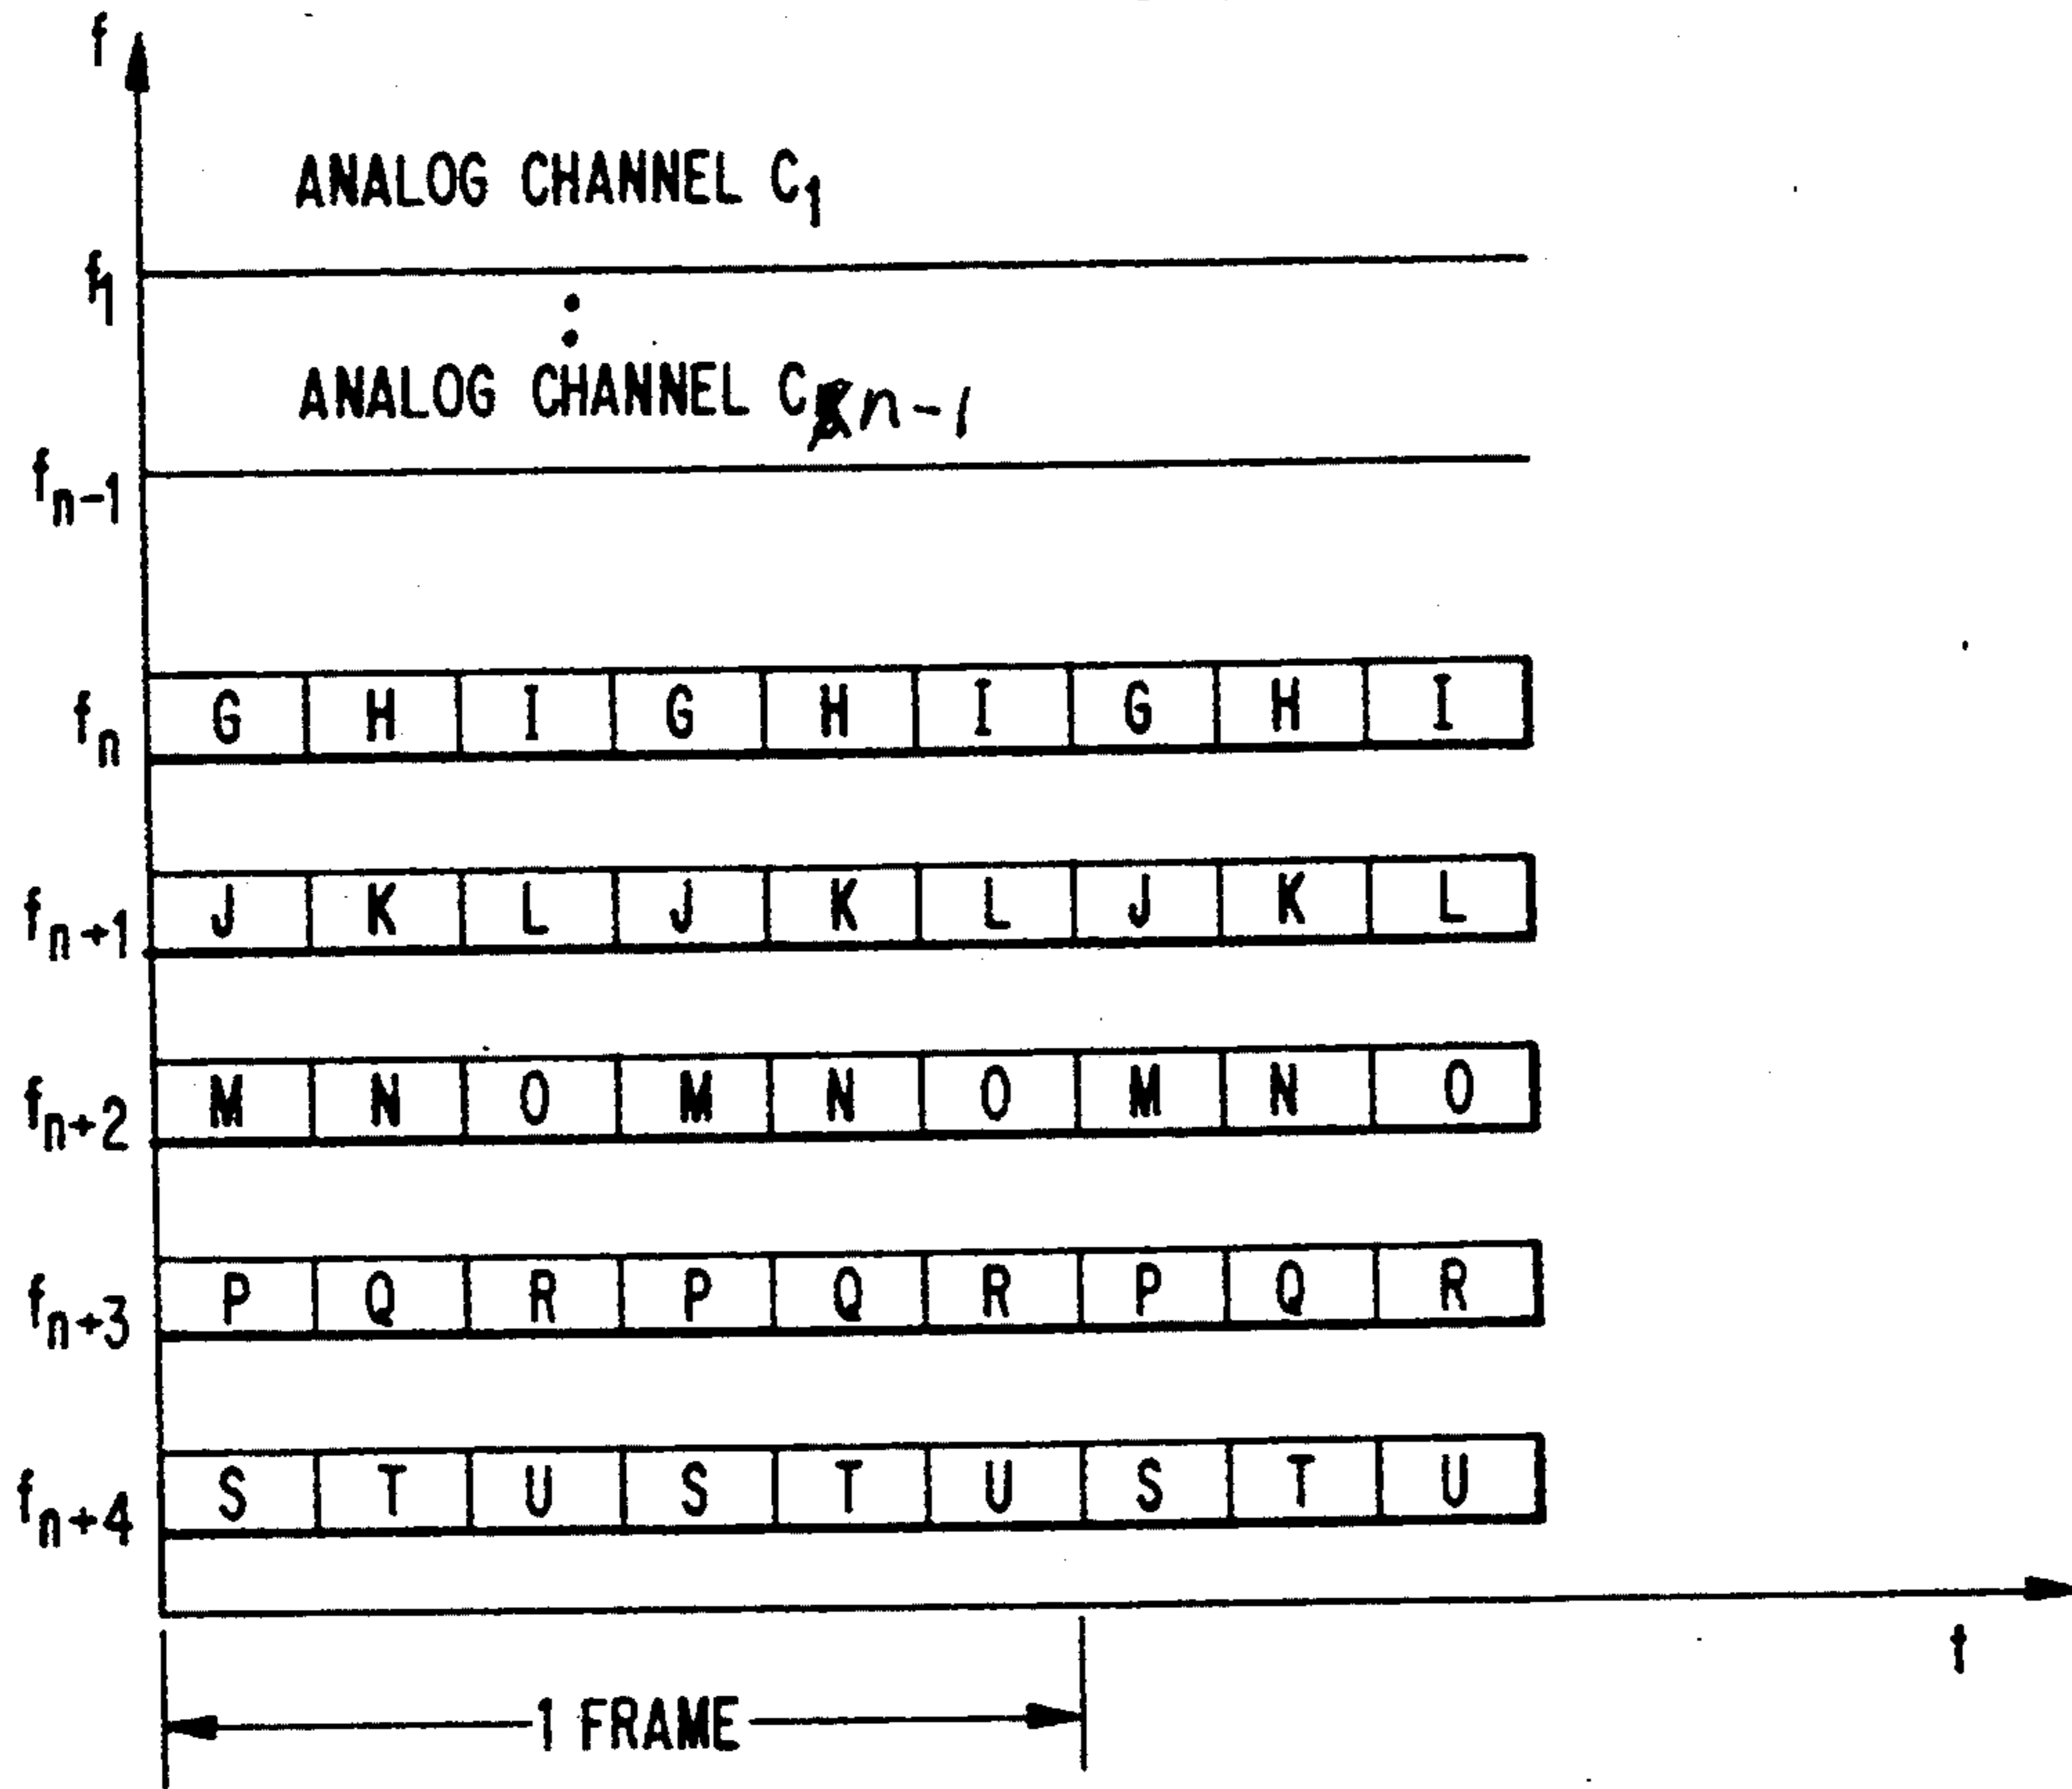 f
ANALOG CHANNEL C1
f1
ANALOG CHANNEL C n-1
fn-1
fn G H I G H I G H I
fn+1 J K L J K L J K L
fn+2 M N O M N O M N O
fn+3 P Q R P Q R P Q R
fn+4 S T U S T U S T U
t
1 FRAME